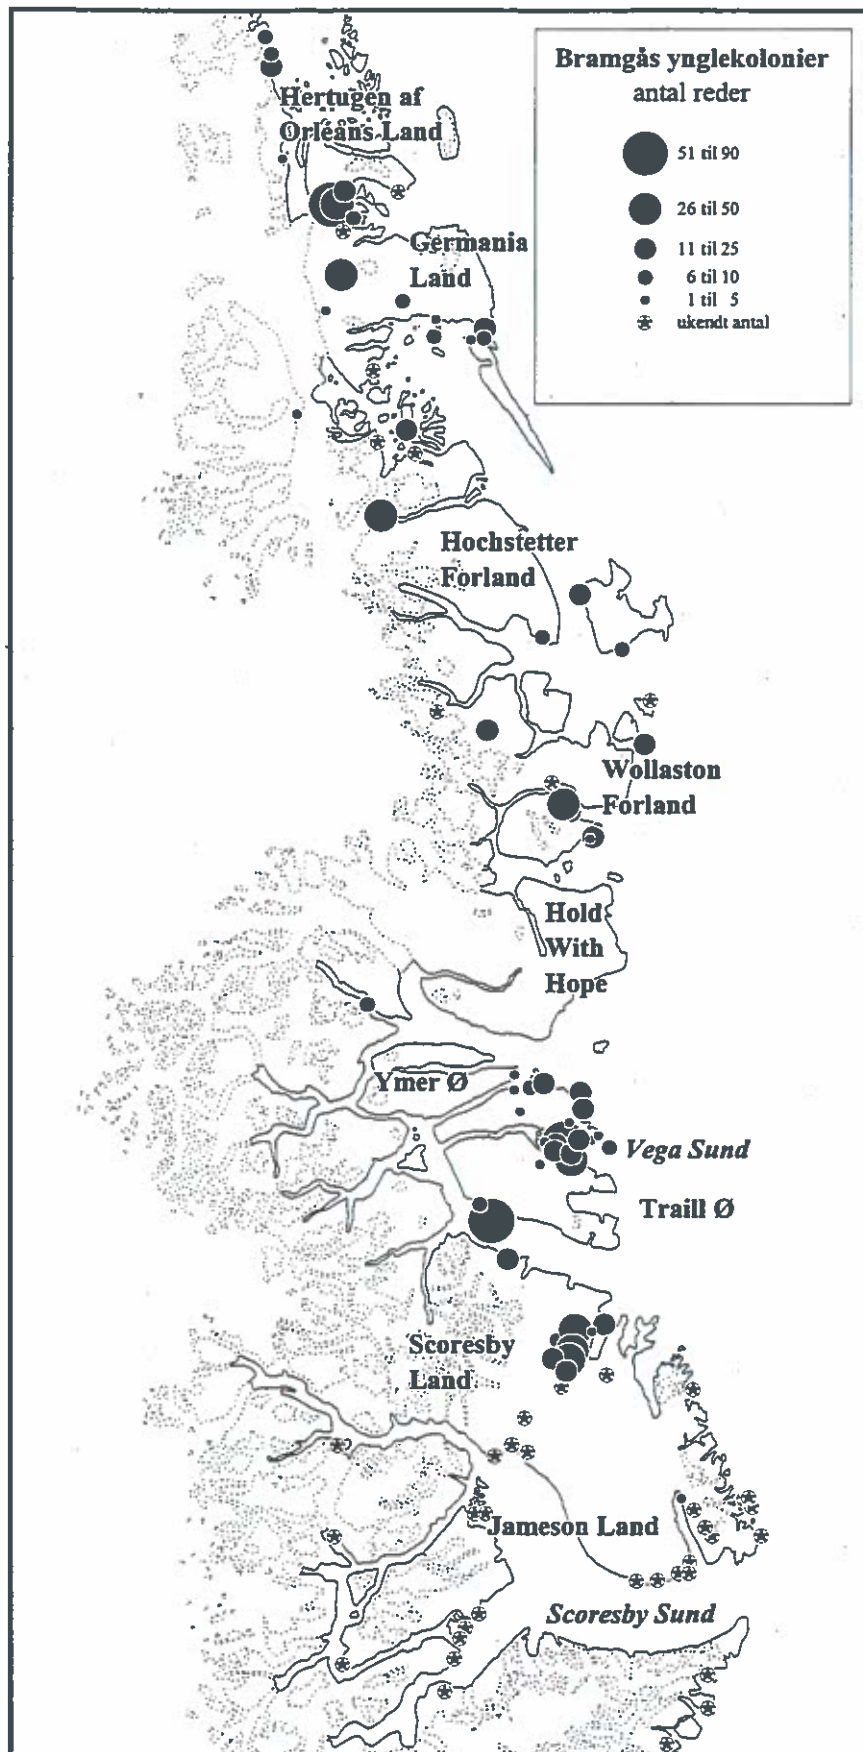 Bramgås ynglekolonier
antal reder
51 til 90
26 til 50
11 til 25
6 til 10
1 til 5
ukendt antal
Hertugen af
Orleans Land
Germania
Land
Hochstetter
Forland
Wollaston
Forland
Hold
With
Hope
Ymer Ø
Vega Sund
Traill Ø
Scoresby
Land
Jameson Land
Scoresby Sund